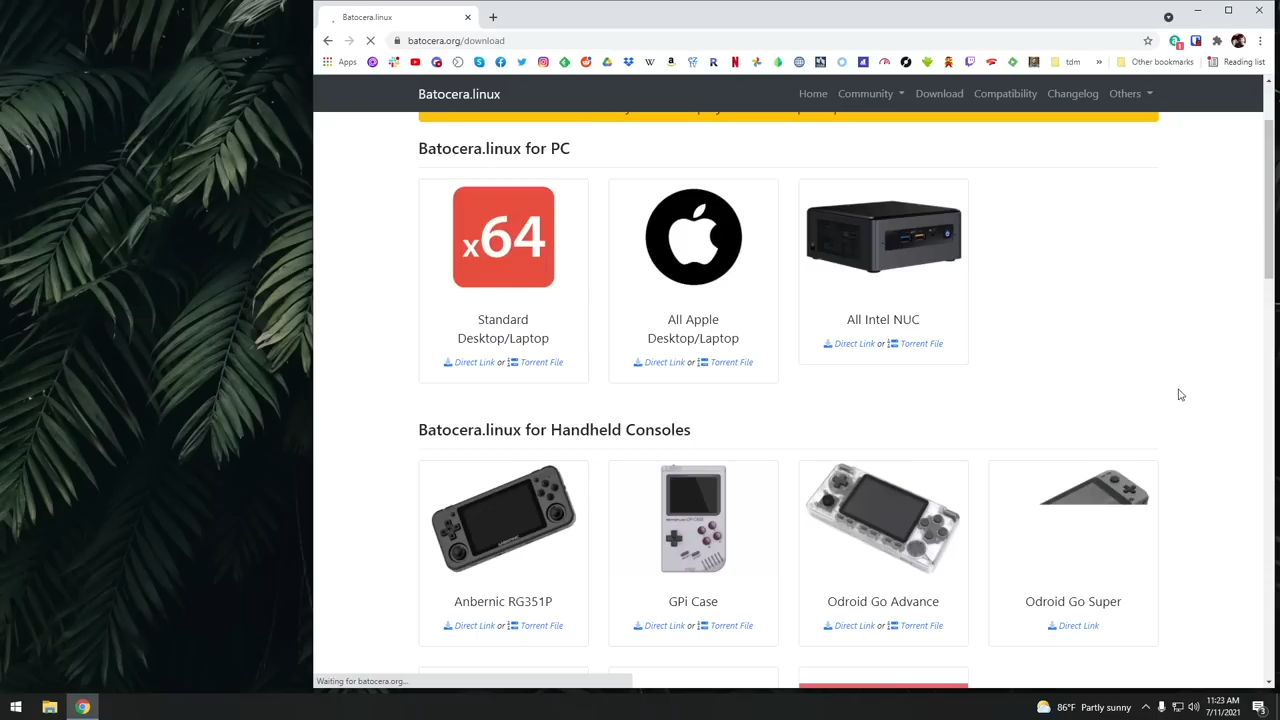 Batocera.linux
batocera.org/download
Apps
tdm
Other bookmarks
Reading list
Batocera.linux
Home
Community
Download
Compatibility
Changelog
Others
Batocera.linux for PC
x64
Standard
Desktop/Laptop
Direct Link or Torrent File
All Apple
Desktop/Laptop
Direct Link or Torrent File
All Intel NUC
Direct Link or Torrent File
Batocera.linux for Handheld Consoles
Anbernic RG351P
Direct Link or Torrent File
GPi Case
Direct Link or Torrent File
Odroid Go Advance
Direct Link or Torrent File
Odroid Go Super
Direct Link
Waiting for batocera.org...
86°F Partly sunny
11:23 AM
7/11/2021